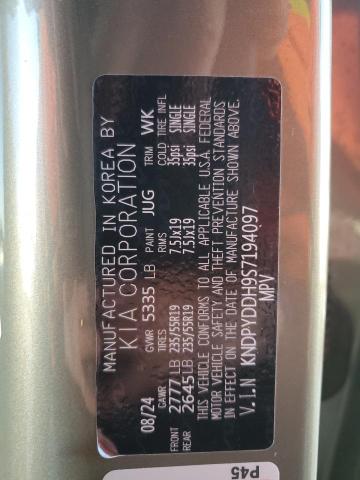 MANUFACTURED IN KOREA BY
KIA CORPORATION
08/24 GVWR 5335 LB PAINT JUG TRIM WK
GAWR TIRES RIMS COLD TIRE INFL
FRONT 2777 LB 235/55R19 7.5Jx19 35psi SINGLE
REAR 2645 LB 235/55R19 7.5Jx19 35psi SINGLE
THIS VEHICLE CONFORMS TO ALL APPLICABLE U.S.A. FEDERAL
MOTOR VEHICLE SAFETY AND THEFT PREVENTION STANDARDS
IN EFFECT ON THE DATE OF MANUFACTURE SHOWN ABOVE.
V.I.N KNDPYDDH9S7194097
MPV
P45